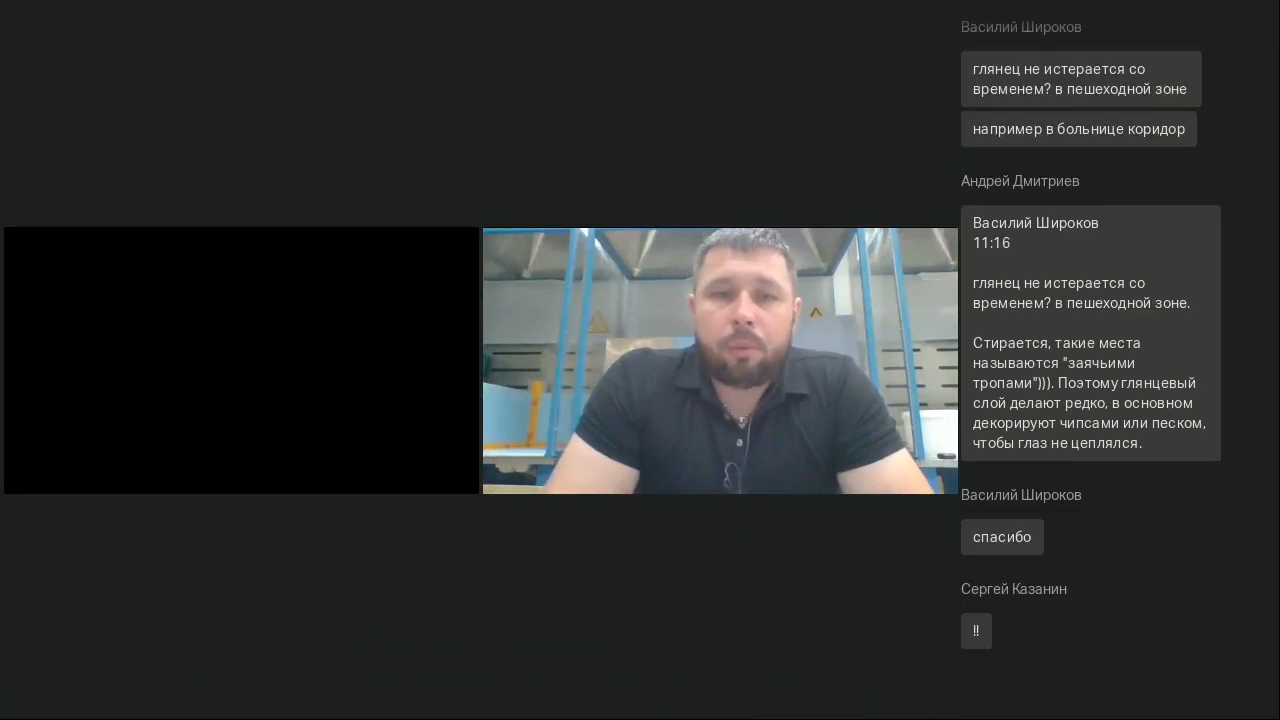 Василий Широков
глянец не истерается со
временем? в пешеходной зоне
например в больнице коридор
Андрей Дмитриев
Василий Широков
11:16
глянец не истерается со
временем? в пешеходной зоне.
Стирается, такие места
называются "заячьими
тропами"))). Поэтому глянцевый
слой делают редко, в основном
декорируют чипсами или песком,
чтобы глаз не цеплялся.
Василий Широков
спасибо
Сергей Казанин
!!